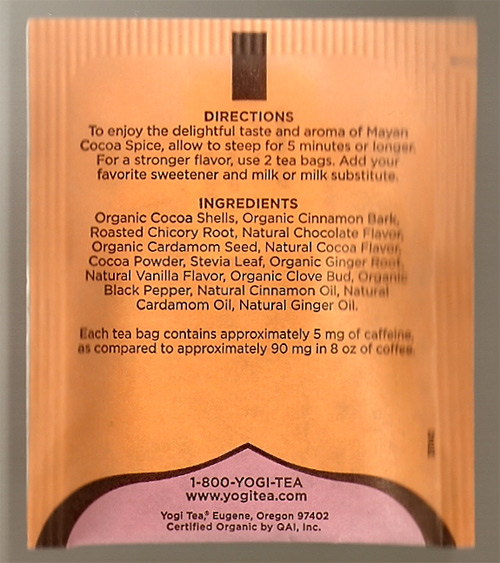 DIRECTIONS
To enjoy the delightful taste and aroma of Mayan
Cocoa Spice, allow to steep for 5 minutes or longer.
For a stronger flavor, use 2 tea bags. Add your
favorite sweetener and milk or milk substitute.
INGREDIENTS
Organic Cocoa Shells, Organic Cinnamon Bark,
Roasted Chicory Root, Natural Chocolate Flavor,
Organic Cardamom Seed, Natural Cocoa Flavor,
Cocoa Powder, Stevia Leaf, Organic Ginger Root,
Natural Vanilla Flavor, Organic Clove Bud, Organic
Black Pepper, Natural Cinnamon Oil, Natural
Cardamom Oil, Natural Ginger Oil.
Each tea bag contains approximately 5 mg of caffeine,
as compared to approximately 90 mg in 8 oz of coffee.
1-800-YOGI-TEA
www.yogitea.com
Yogi Tea,® Eugene, Oregon 97402
Certified Organic by QAI, Inc.